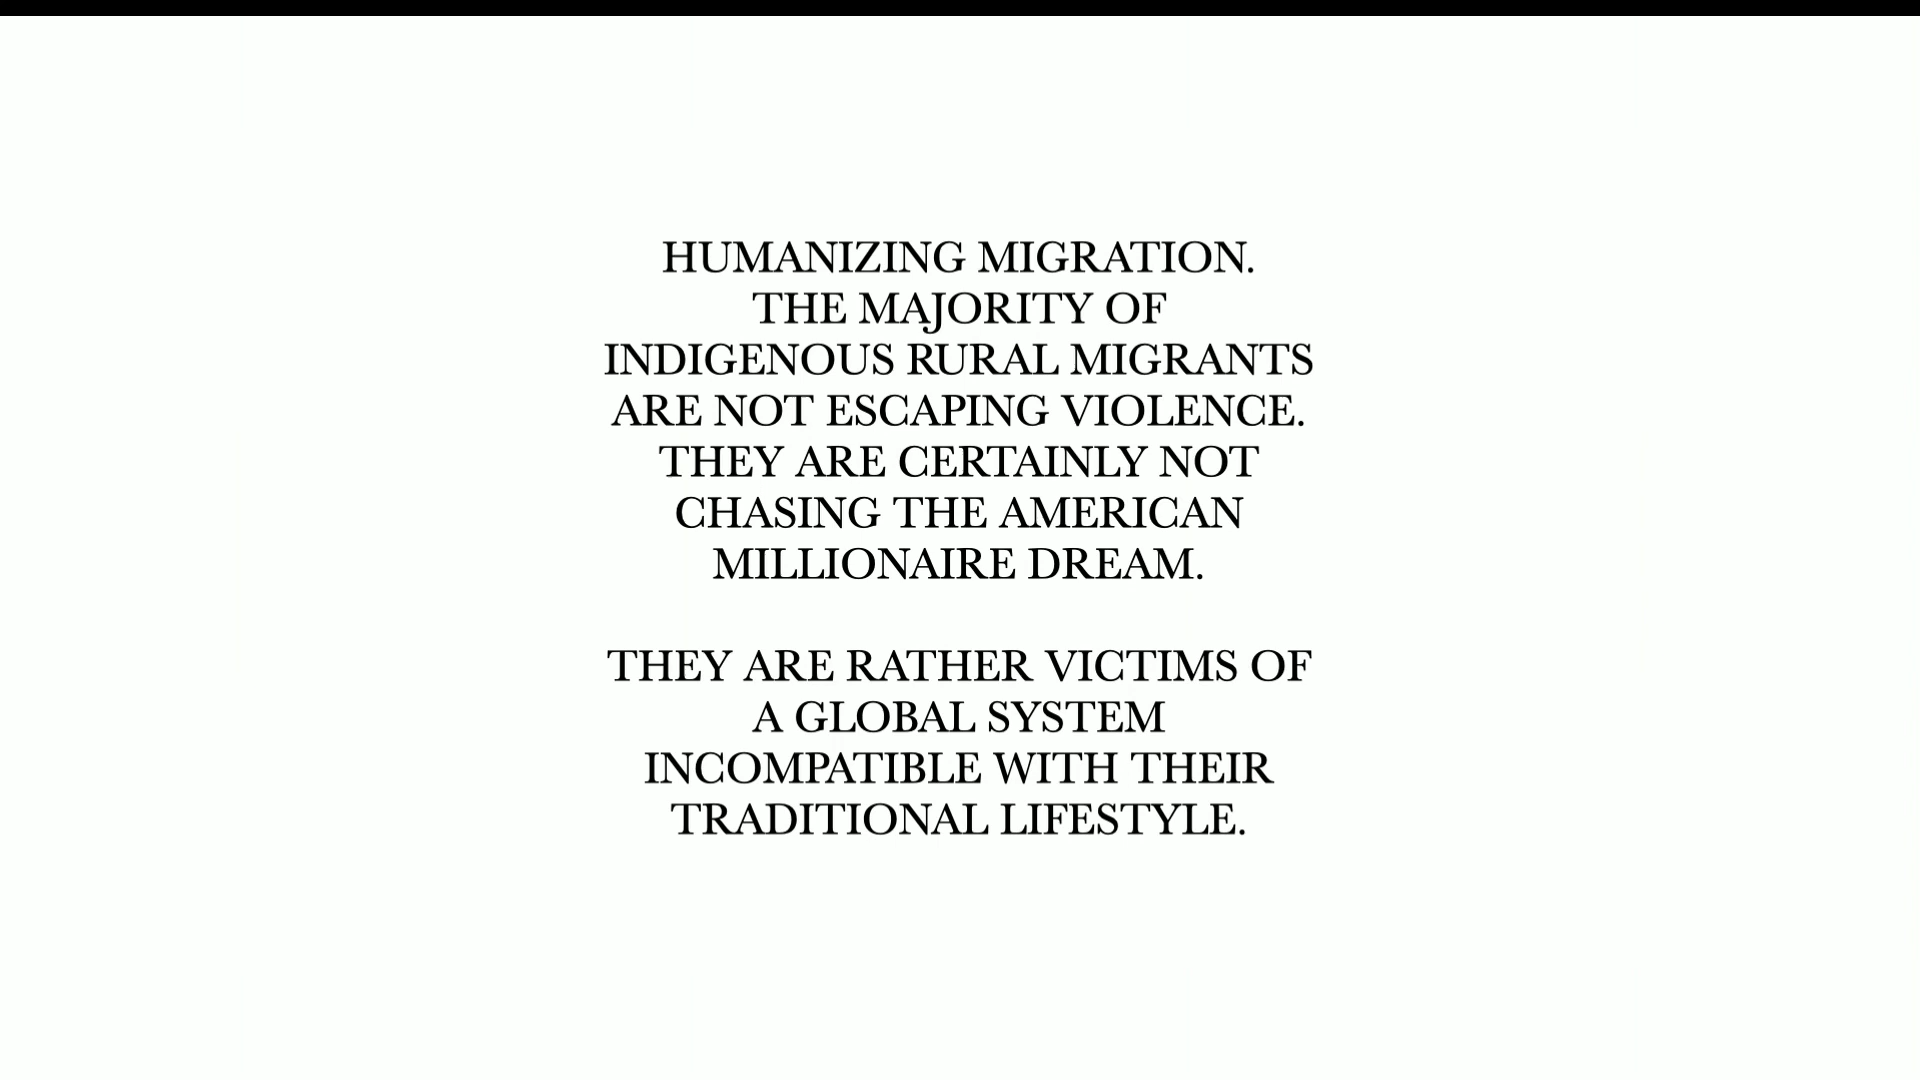 HUMANIZING MIGRATION.
THE MAJORITY OF
INDIGENOUS RURAL MIGRANTS
ARE NOT ESCAPING VIOLENCE.
THEY ARE CERTAINLY NOT
CHASING THE AMERICAN
MILLIONAIRE DREAM.
THEY ARE RATHER VICTIMS OF
A GLOBAL SYSTEM
INCOMPATIBLE WITH THEIR
TRADITIONAL LIFESTYLE.